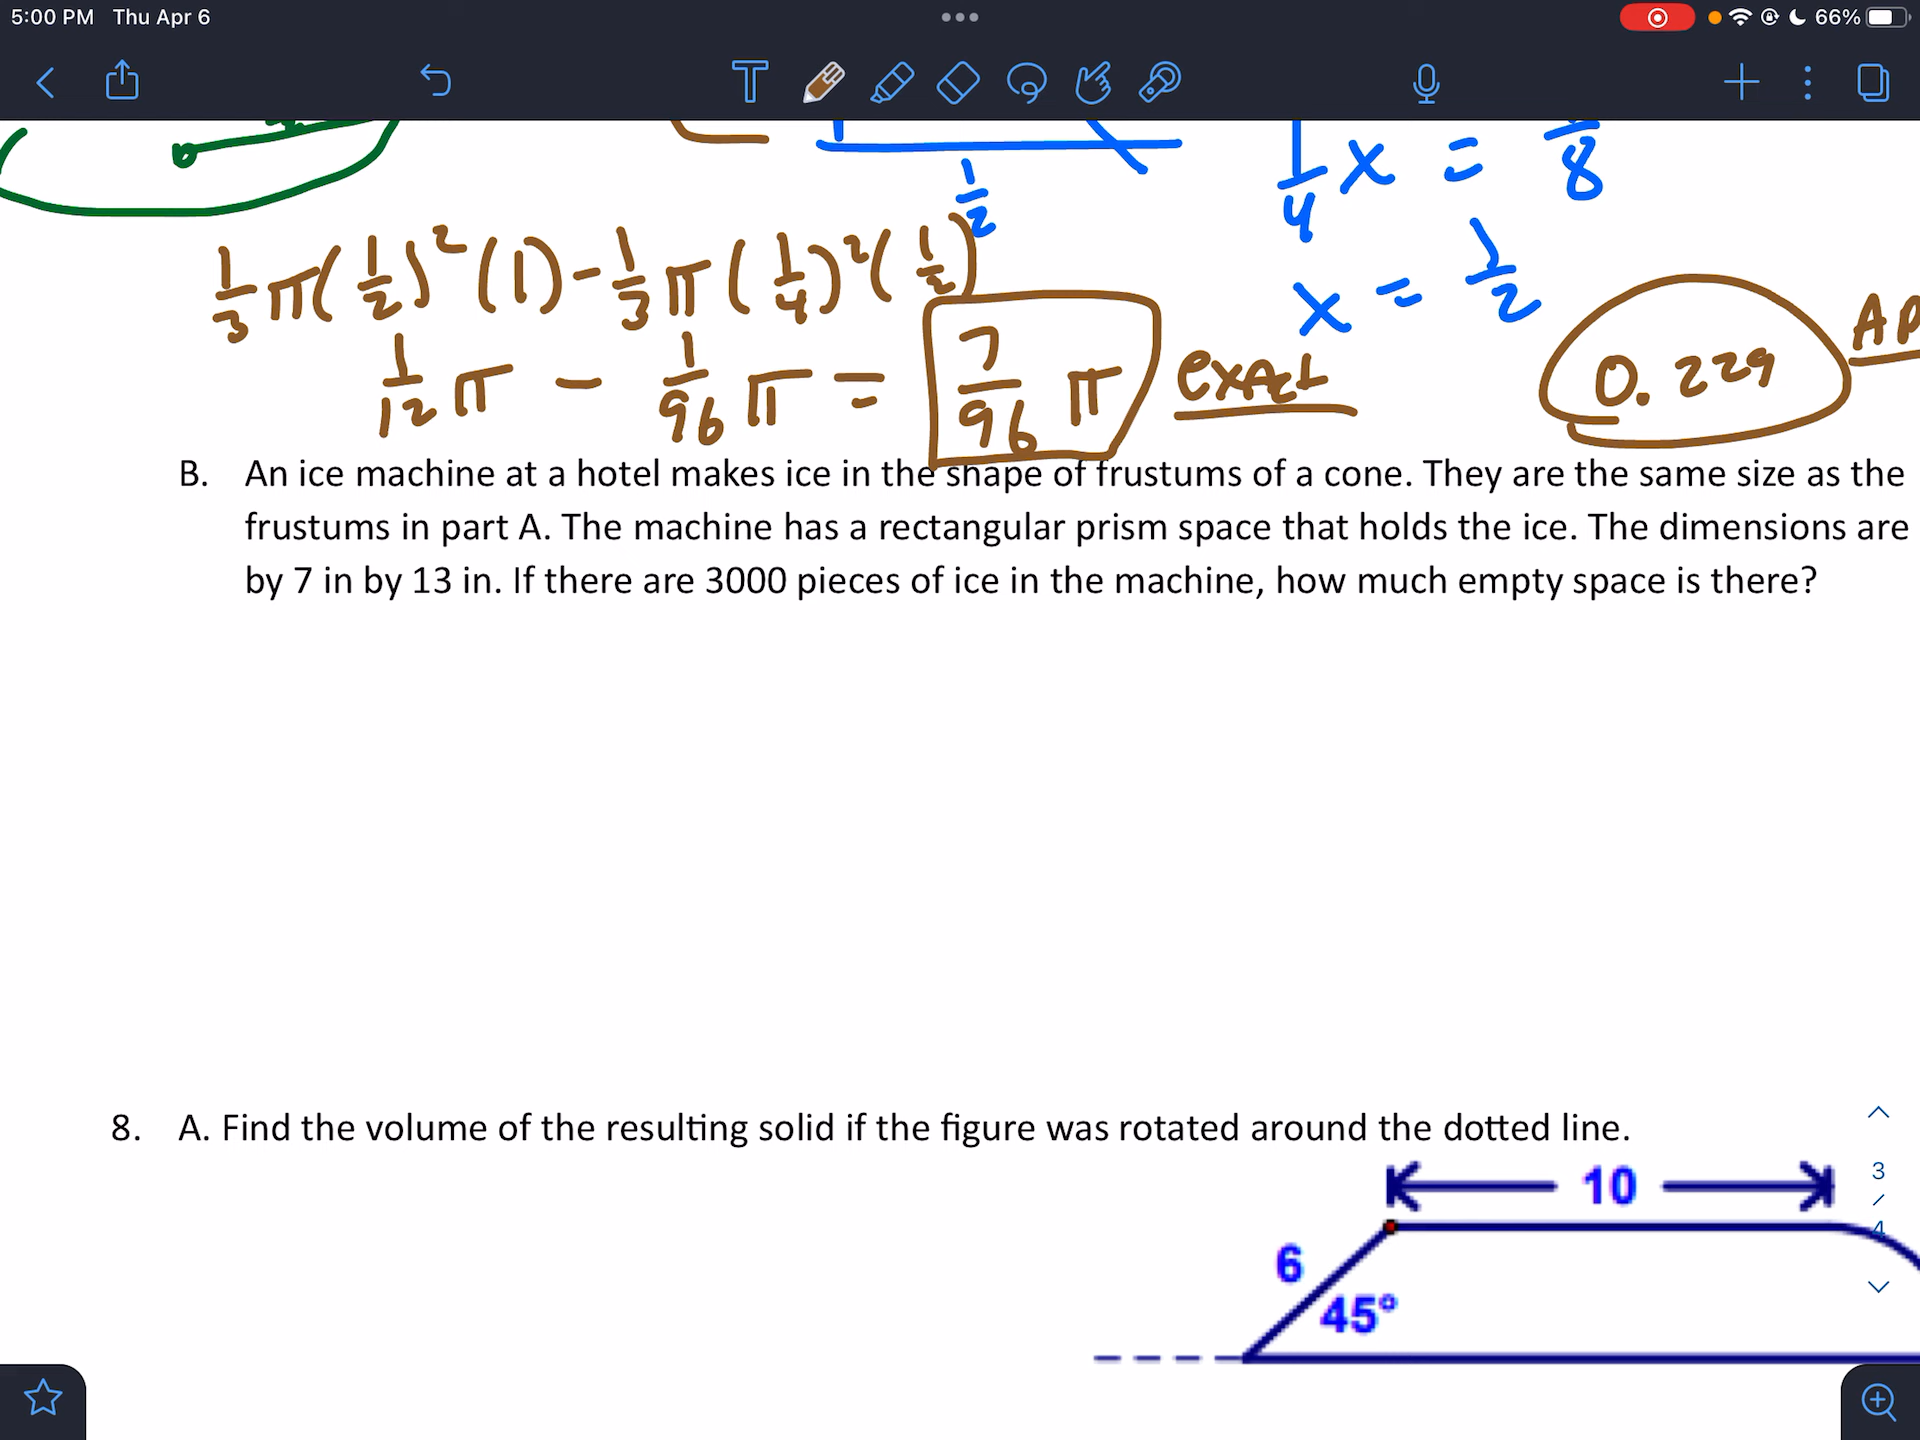 5:00 PM Thu Apr 6
66%
T
1/4 x = /8
1/2
1/3 π(1/2)²(1) - 1/3 π(1/4)²(1/2)
x = 1/2
1/12 π - 1/96 π = 7/96 π exact
0.229
AP
B. An ice machine at a hotel makes ice in the shape of frustums of a cone. They are the same size as the
frustums in part A. The machine has a rectangular prism space that holds the ice. The dimensions are
by 7 in by 13 in. If there are 3000 pieces of ice in the machine, how much empty space is there?
8. A. Find the volume of the resulting solid if the figure was rotated around the dotted line.
10
6
45°
3
/
4